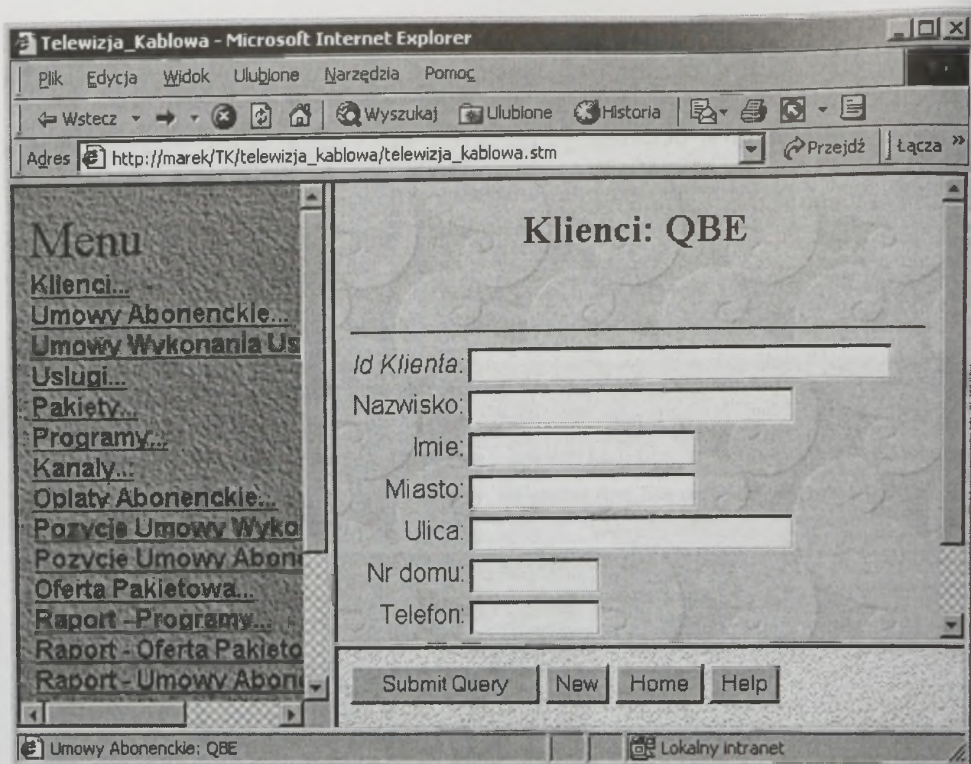 Telewizja_Kablowa - Microsoft Internet Explorer
Plik Edycja Widok Ulubione Narzędzia Pomoc
Wstecz Wyszukaj Ulubione Historia
Adres http://marek/TK/telewizja_kablowa/telewizja_kablowa.stm Przejdź Łącza »
Menu
Klienci...
Umowy Abonenckie...
Umowy Wykonania Us
Uslugi...
Pakiety...
Programy...
Kanaly...
Oplaty Abonenckie...
Pozycje Umowy Wyko
Pozycje Umowy Abon
Oferta Pakietowa...
Raport -Programy...
Raport - Oferta Pakieto
Raport - Umowy Abon
Klienci: QBE
Id Klienta:
Nazwisko:
Imie:
Miasto:
Ulica:
Nr domu:
Telefon:
Submit Query New Home Help
Umowy Abonenckie: QBE Lokalny intranet